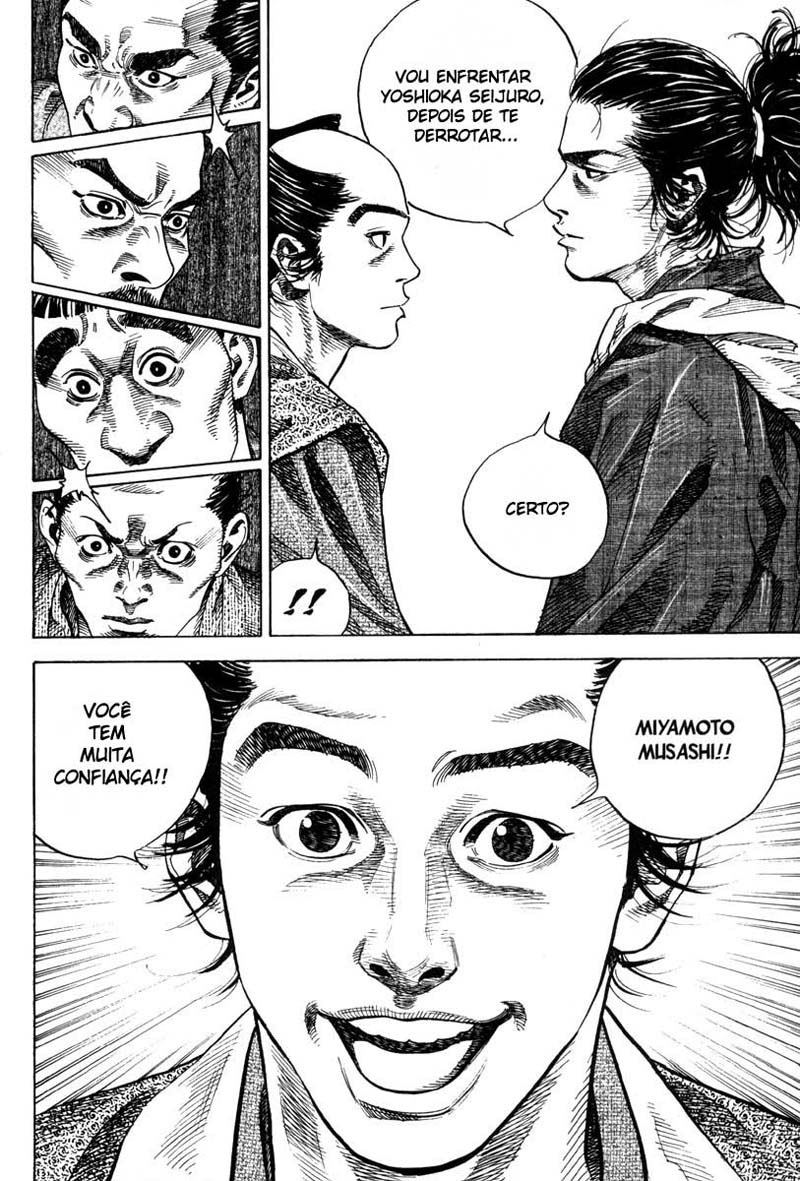 VOU ENFRENTAR
YOSHIOKA SEIJURO,
DEPOIS DE TE
DERROTAR...
CERTO?
!!
VOCÊ
TEM
MUITA
CONFIANÇA!!
MIYAMOTO
MUSASHI!!